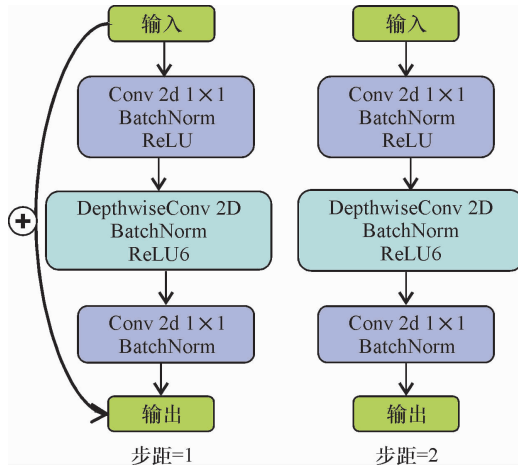 输入
Conv 2d 1×1
BatchNorm
ReLU
DepthwiseConv 2D
BatchNorm
ReLU6
Conv 2d 1×1
BatchNorm
输出
步距=1
输入
Conv 2d 1×1
BatchNorm
ReLU
DepthwiseConv 2D
BatchNorm
ReLU6
Conv 2d 1×1
BatchNorm
输出
步距=2